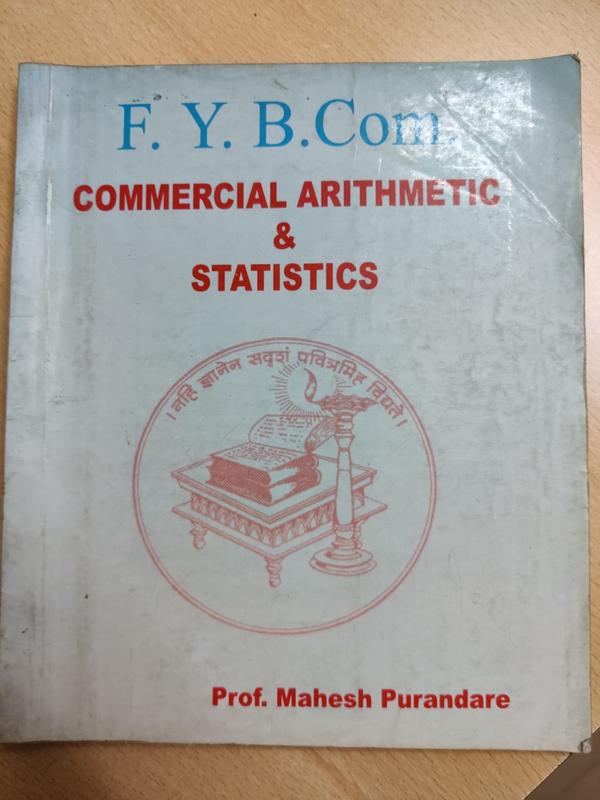 F. Y. B.Com.
COMMERCIAL ARITHMETIC
&
STATISTICS
। नहि ज्ञानेन सदृशं पवित्रमिह विद्यते ।
Prof. Mahesh Purandare